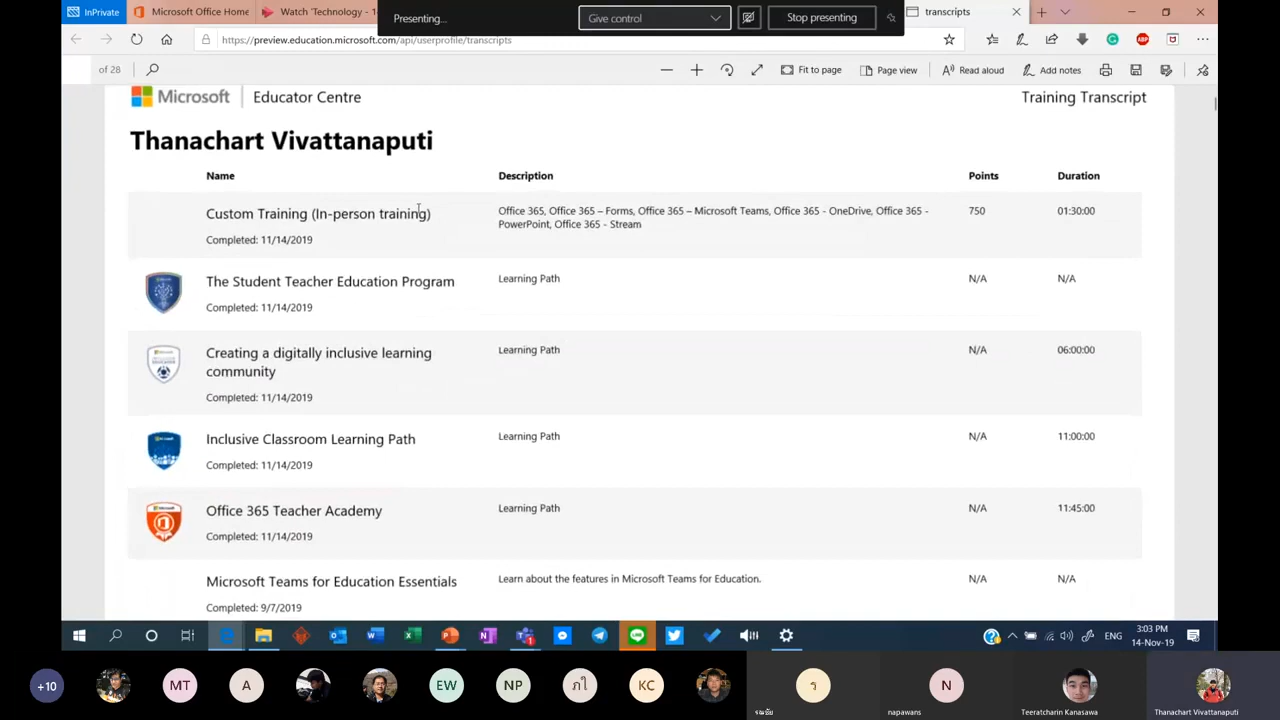 InPrivate
Microsoft Office Home
Watch 'Technology -
Presenting...
Give control
Stop presenting
transcripts
https://preview.education.microsoft.com/api/userprofile/transcripts
ABP
of 28
Fit to page
Page view
Read aloud
Add notes
Microsoft
Educator Centre
Training Transcript
Thanachart Vivattanaputi
Name
Description
Points
Duration
Custom Training (In-person training)
Office 365, Office 365 – Forms, Office 365 – Microsoft Teams, Office 365 - OneDrive, Office 365 -
PowerPoint, Office 365 - Stream
750
01:30:00
Completed: 11/14/2019
The Student Teacher Education Program
Learning Path
N/A
N/A
Completed: 11/14/2019
Creating a digitally inclusive learning
community
Learning Path
N/A
06:00:00
Completed: 11/14/2019
Inclusive Classroom Learning Path
Learning Path
N/A
11:00:00
Completed: 11/14/2019
Office 365 Teacher Academy
Learning Path
N/A
11:45:00
Completed: 11/14/2019
Microsoft Teams for Education Essentials
Learn about the features in Microsoft Teams for Education.
N/A
N/A
Completed: 9/7/2019
ENG
3:03 PM
14-Nov-19
+10
MT
A
EW
NP
ภไ
KC
ร
N
napawans
Teeratcharin Kanasawa
Thanachart Vivattanaputi